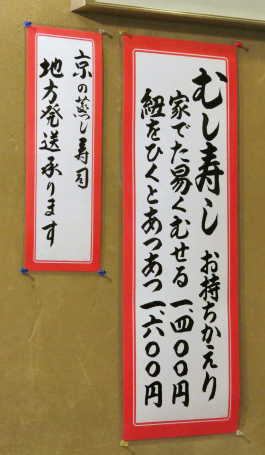 むし寿し お持ちかえり
家でた易くむせる 一、四〇〇円
紐をひくとあつあつ 一、六〇〇円
京の蒸し寿司
地方発送承ります